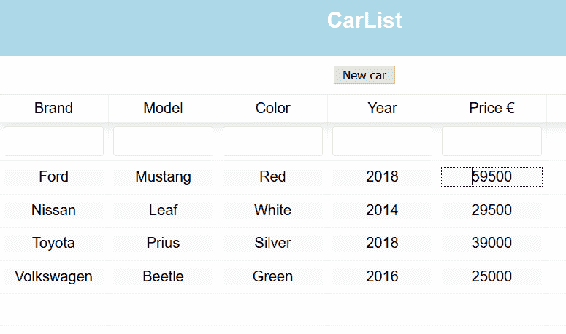 CarList
New car
Brand Model Color Year Price €
Ford Mustang Red 2018 59500
Nissan Leaf White 2014 29500
Toyota Prius Silver 2018 39000
Volkswagen Beetle Green 2016 25000